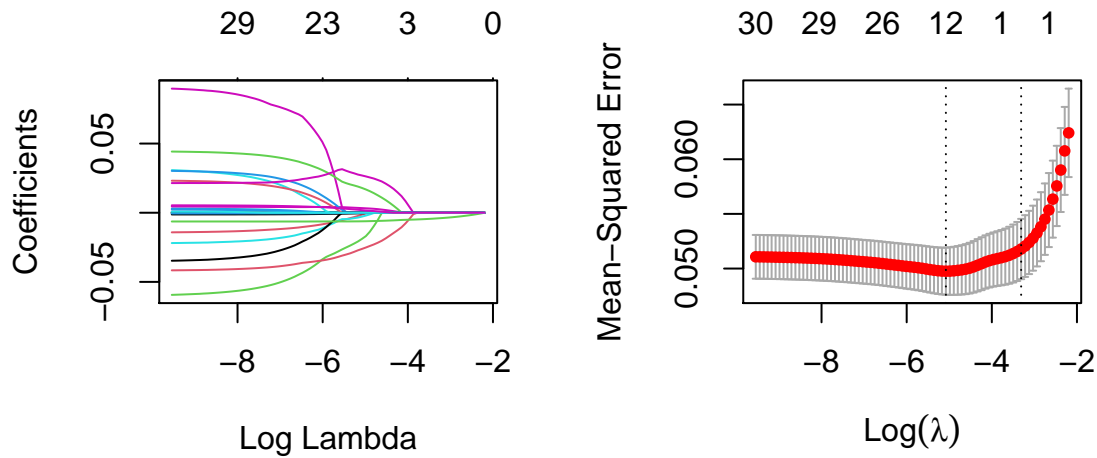 29 23 3 0
Coefficients
0.05
−0.05
−8 −6 −4 −2
Log Lambda
30 29 26 12 1 1
Mean−Squared Error
0.060
0.050
−8 −6 −4 −2
Log(λ)